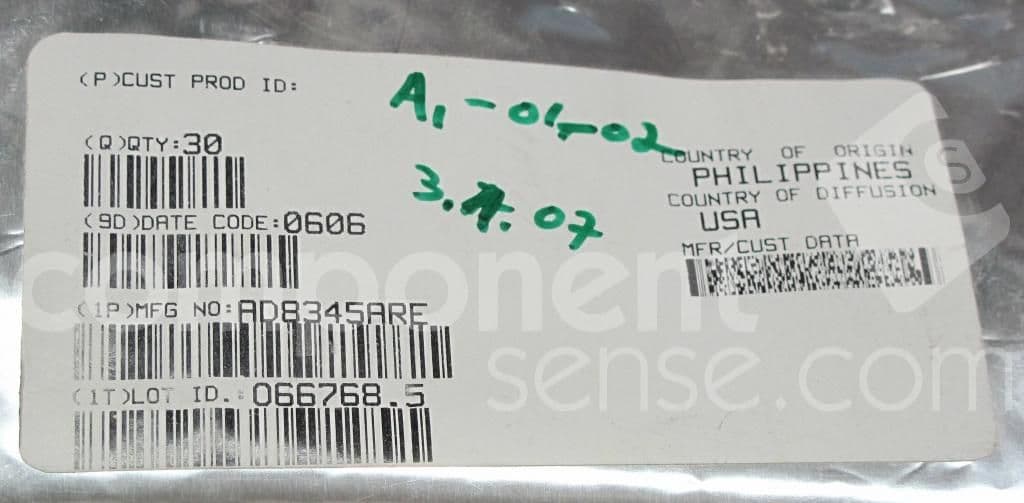 (P)CUST PROD ID:
A1-01-02
(Q)QTY:30
COUNTRY OF ORIGIN
PHILIPPINES
3. 07
COUNTRY OF DIFFUSION
(9D)DATE CODE:0606
USA
MFR/CUST DATA
component
(1P)MFG NO:AD8345ARE
sense.com
(1T)LOT ID.:066768.5